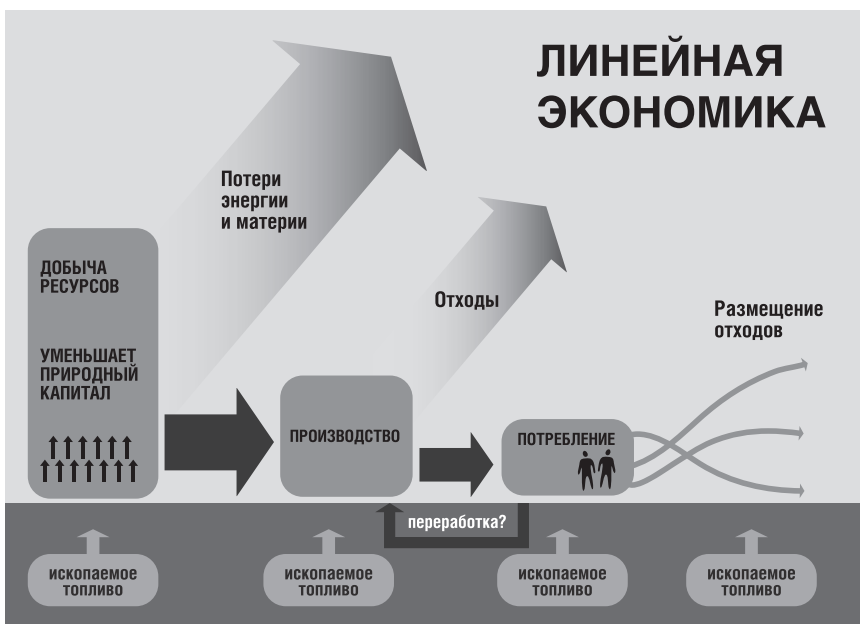 ЛИНЕЙНАЯ
ЭКОНОМИКА
Потери
энергии
и материи
ДОБЫЧА
РЕСУРСОВ
УМЕНЬШАЕТ
ПРИРОДНЫЙ
КАПИТАЛ
Отходы
Размещение
отходов
ПРОИЗВОДСТВО
ПОТРЕБЛЕНИЕ
переработка?
ископаемое
топливо
ископаемое
топливо
ископаемое
топливо
ископаемое
топливо